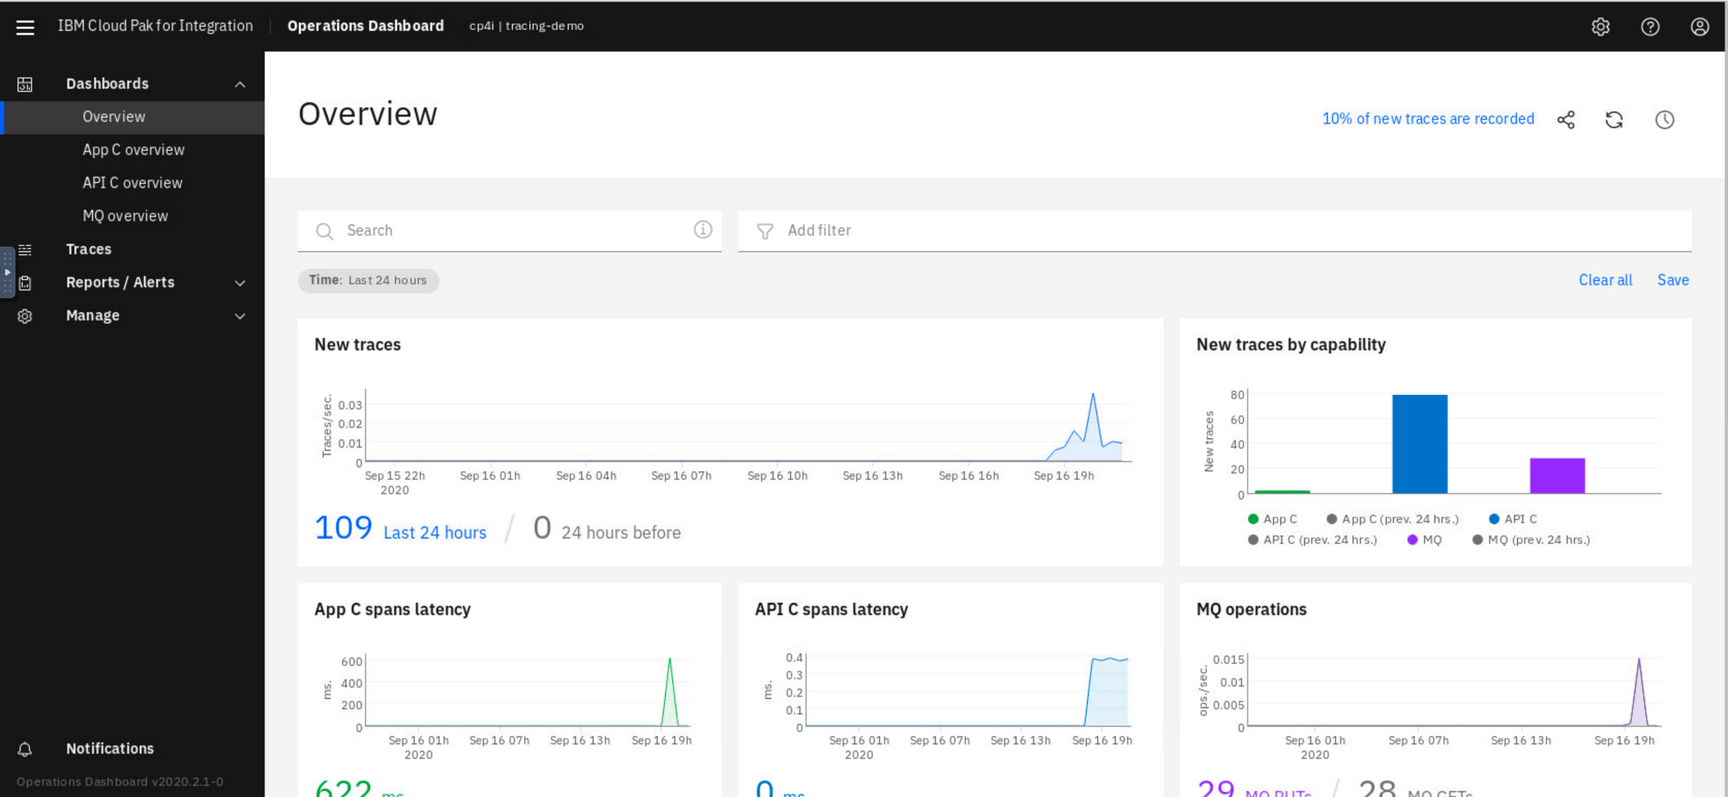 IBM Cloud Pak for Integration
Operations Dashboard
cp4i | tracing-demo
Dashboards
Overview
App C overview
API C overview
MQ overview
Traces
Reports / Alerts
Manage
Notifications
Operations Dashboard v2020.2.1-0
Overview
10% of new traces are recorded
Search
Add filter
Time: Last 24 hours
Clear all
Save
New traces
Traces/sec.
0.03
0.02
0.01
0
Sep 15 22h Sep 16 01h Sep 16 04h Sep 16 07h Sep 16 10h Sep 16 13h Sep 16 16h Sep 16 19h
2020
109 Last 24 hours / 0 24 hours before
New traces by capability
New traces
80
60
40
20
0
App C App C (prev. 24 hrs.) API C
API C (prev. 24 hrs.) MQ MQ (prev. 24 hrs.)
App C spans latency
ms.
600
400
200
0
Sep 16 01h Sep 16 07h Sep 16 13h Sep 16 19h
2020
622 ms
API C spans latency
ms.
0.4
0.3
0.2
0.1
0
Sep 16 01h Sep 16 07h Sep 16 13h Sep 16 19h
2020
0 ms
MQ operations
ops./sec.
0.015
0.01
0.005
0
Sep 16 01h Sep 16 07h Sep 16 13h Sep 16 19h
2020
29 MQ PUTs / 28 MQ GETs